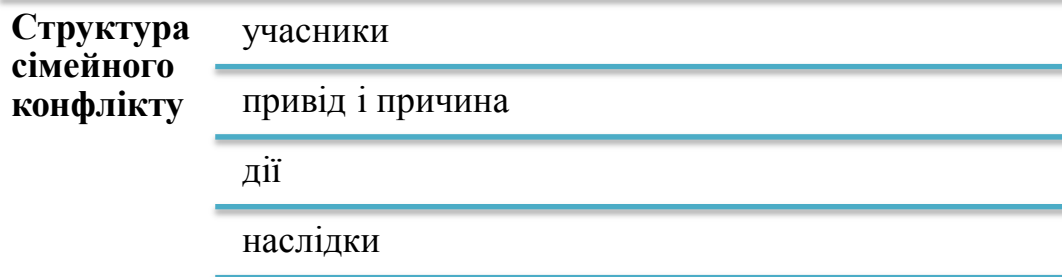 Структура
сімейного
конфлікту
учасники
привід і причина
дії
наслідки